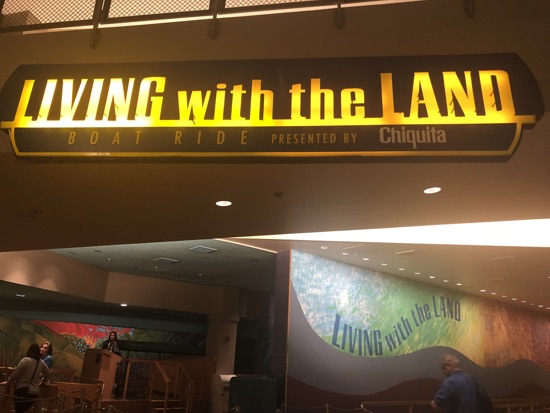 LIVING with the LAND
BOAT RIDE PRESENTED BY Chiquita
LIVING with the LAND